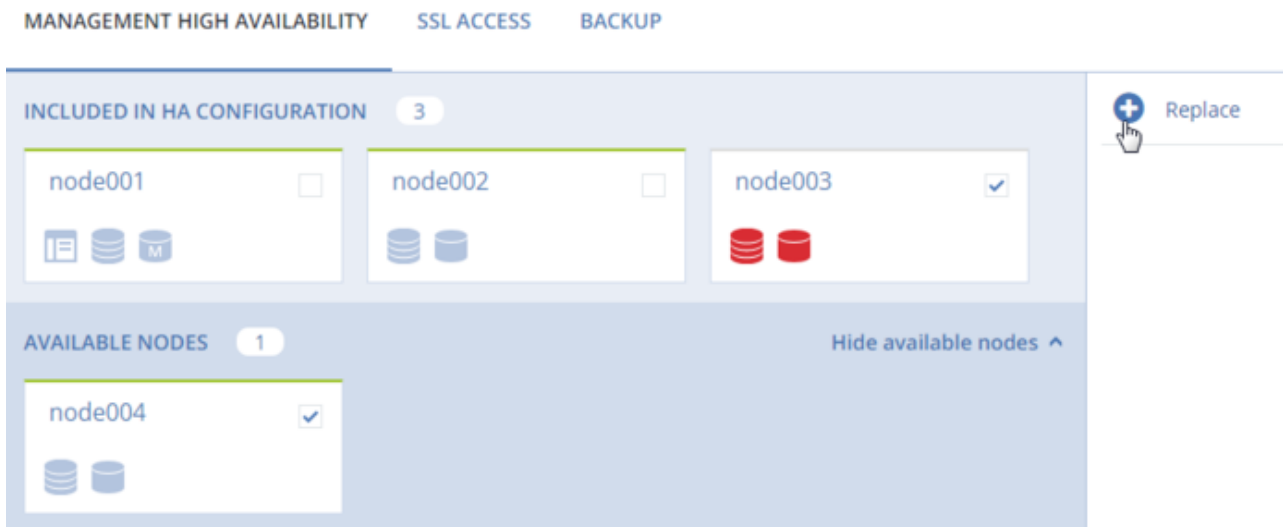 MANAGEMENT HIGH AVAILABILITY SSL ACCESS BACKUP
INCLUDED IN HA CONFIGURATION 3
Replace
node001 node002 node003
M
AVAILABLE NODES 1 Hide available nodes
node004